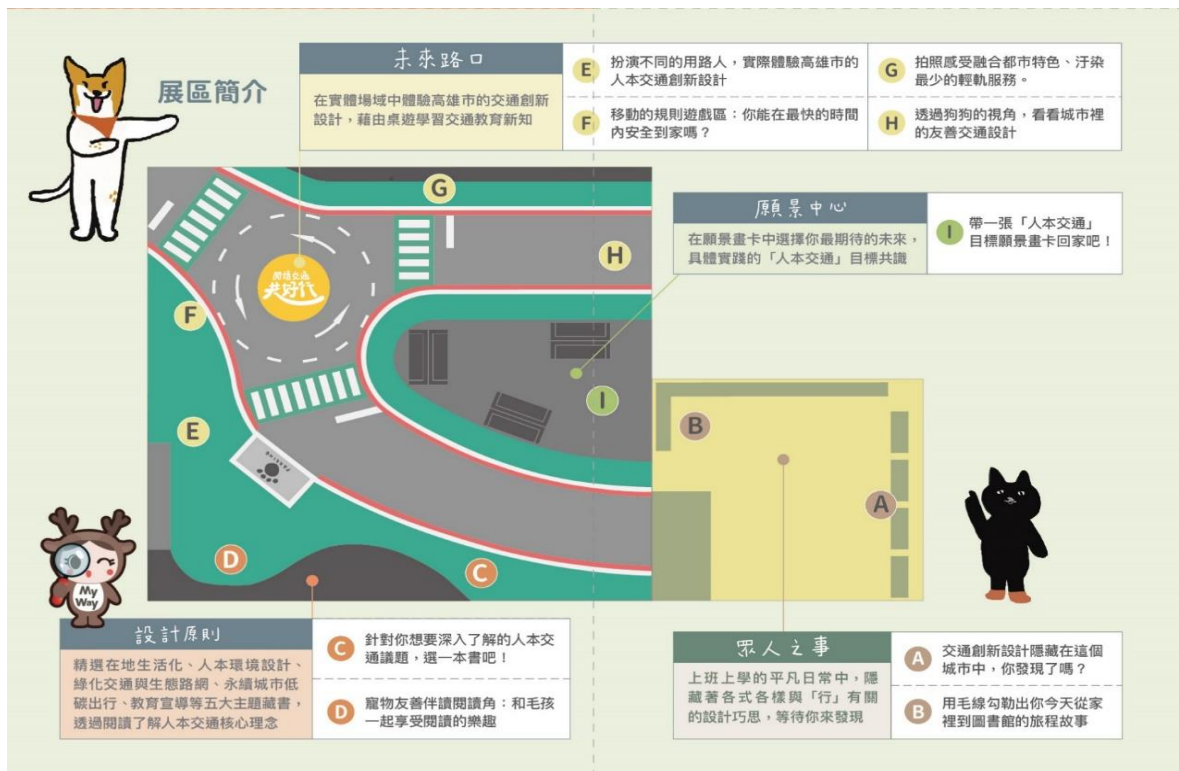 展區簡介
未來路口
在實體場域中體驗高雄市的交通創新
設計，藉由桌遊學習交通教育新知
E
扮演不同的用路人，實際體驗高雄市的
人本交通創新設計
F
移動的規則遊戲區：你能在最快的時間
內安全到家嗎？
G
拍照感受融合都市特色、汙染
最少的輕軌服務。
H
透過狗狗的視角，看看城市裡
的友善交通設計
G
H
F
E
D
C
I
B
A
共好行
願景中心
在願景畫卡中選擇你最期待的未來，
具體實踐的「人本交通」目標共識
I
帶一張「人本交通」
目標願景畫卡回家吧！
PARKING
My
Way
設計原則
精選在地生活化、人本環境設計、
綠化交通與生態路網、永續城市低
碳出行、教育宣導等五大主題藏書，
透過閱讀了解人本交通核心理念
C
針對你想要深入了解的人本交
通議題，選一本書吧！
D
寵物友善伴讀閱讀角：和毛孩
一起享受閱讀的樂趣
眾人之事
上班上學的平凡日常中，隱
藏著各式各樣與「行」有關
的設計巧思，等待你來發現
A
交通創新設計隱藏在這個
城市中，你發現了嗎？
B
用毛線勾勒出你今天從家
裡到圖書館的旅程故事